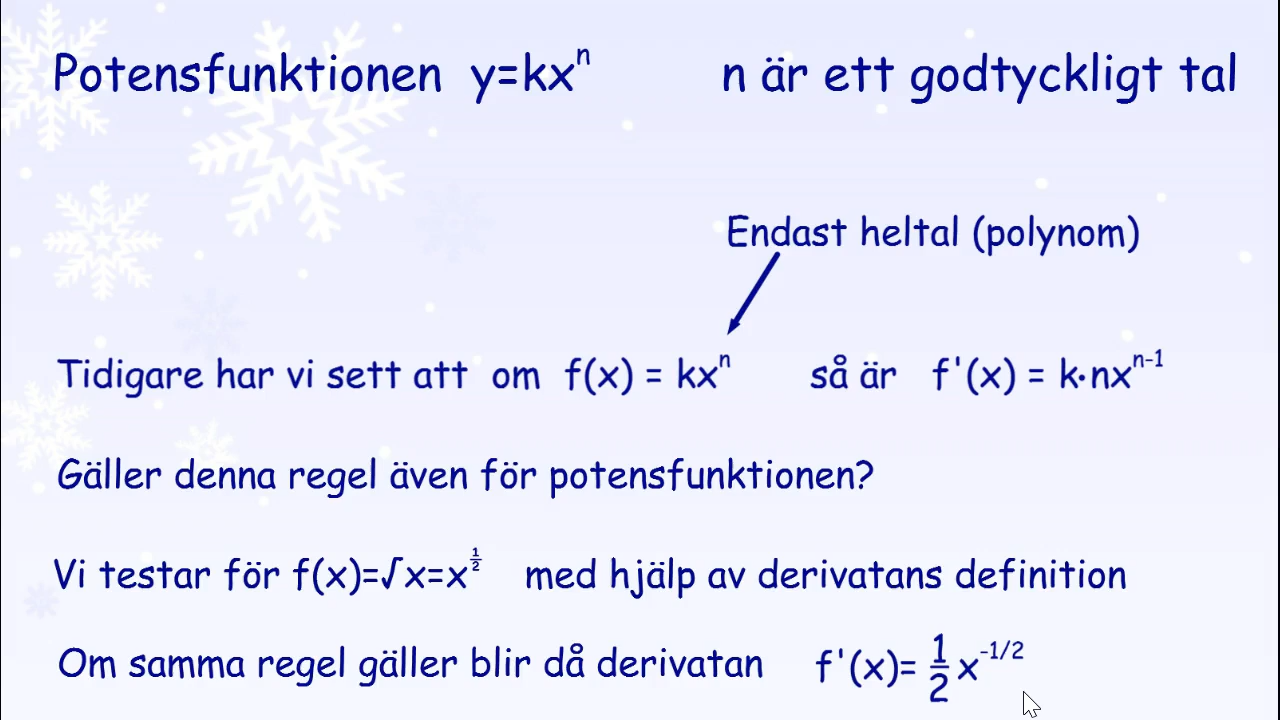 Potensfunktionen y=kxⁿ n är ett godtyckligt tal
Endast heltal (polynom)
Tidigare har vi sett att om f(x) = kxⁿ så är f'(x) = k·nxⁿ⁻¹
Gäller denna regel även för potensfunktionen?
Vi testar för f(x)=√x=x^½ med hjälp av derivatans definition
Om samma regel gäller blir då derivatan f'(x)= ½ x^-1/2